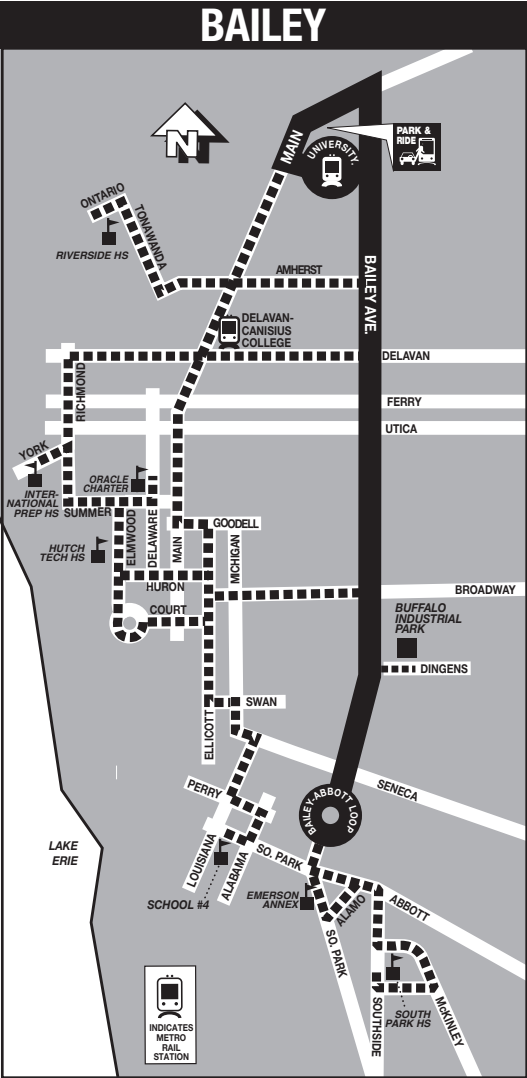 BAILEY
N
MAIN
UNIVERSITY.
PARK &
RIDE
ONTARIO
TONAWANDA
RIVERSIDE HS
AMHERST
BAILEY AVE.
DELAVAN-
CANISIUS
COLLEGE
DELAVAN
RICHMOND
FERRY
UTICA
YORK
ORACLE
CHARTER
INTER-
NATIONAL
PREP HS
SUMMER
HUTCH
TECH HS
ELMWOOD
DELAWARE
MAIN
GOODELL
MICHIGAN
HURON
COURT
BROADWAY
BUFFALO
INDUSTRIAL
PARK
DINGENS
ELLICOTT
SWAN
SENECA
PERRY
BAILEY-ABBOTT LOOP
LAKE
ERIE
LOUISIANA
ALABAMA
SO. PARK
SCHOOL #4
EMERSON
ANNEX
ALAMO
ABBOTT
SO. PARK
SOUTHSIDE
SOUTH
PARK HS
McKINLEY
INDICATES
METRO
RAIL
STATION